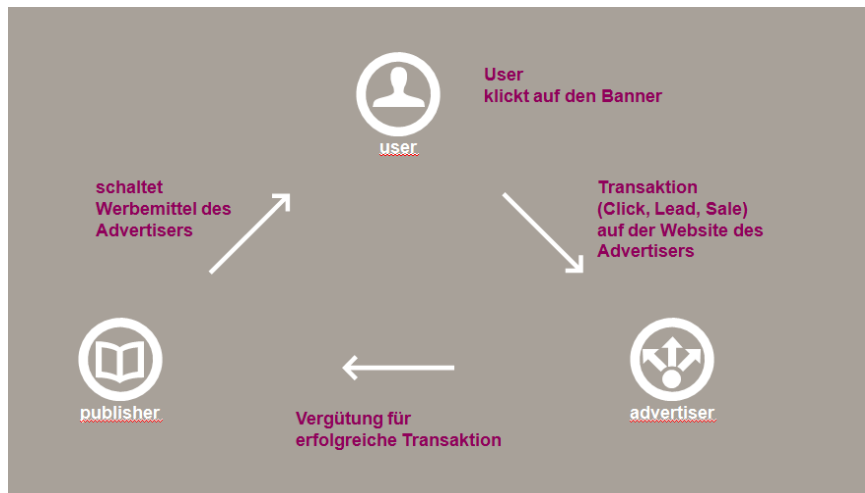 User
klickt auf den Banner
user
schaltet
Werbemittel des
Advertisers
Transaktion
(Click, Lead, Sale)
auf der Website des
Advertisers
publisher
advertiser
Vergütung für
erfolgreiche Transaktion